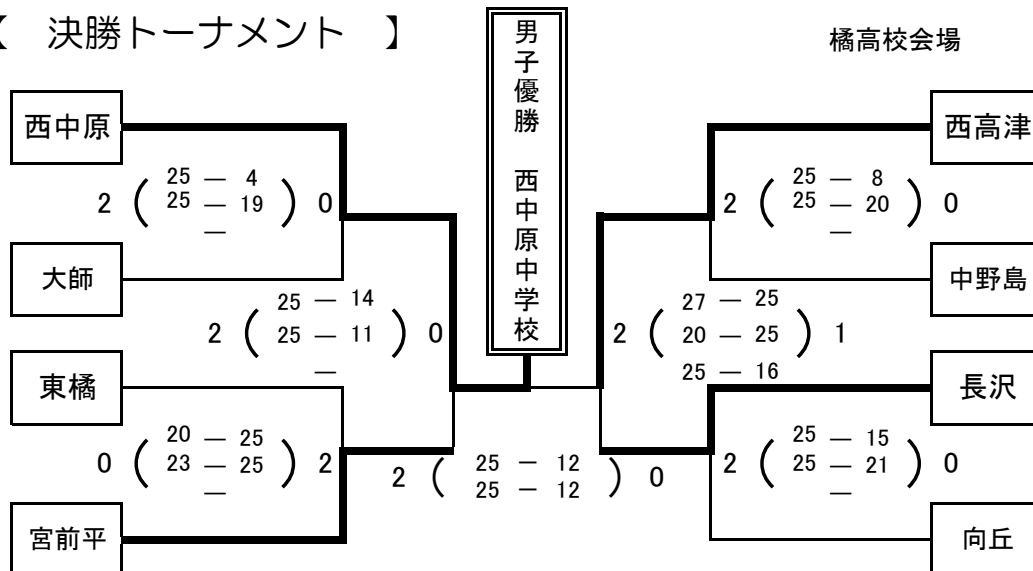 【 決勝トーナメント 】
橘高校会場
男子優勝 西中原中学校
西中原
2 ( 25 — 4 ) 0
25 — 19
—
大師
2 ( 25 — 14 ) 0
25 — 11
—
東橘
0 ( 20 — 25 ) 2
23 — 25
—
宮前平
2 ( 25 — 12 ) 0
25 — 12
西高津
2 ( 25 — 8 ) 0
25 — 20
—
中野島
2 ( 27 — 25 ) 1
20 — 25
25 — 16
長沢
2 ( 25 — 15 ) 0
25 — 21
—
向丘